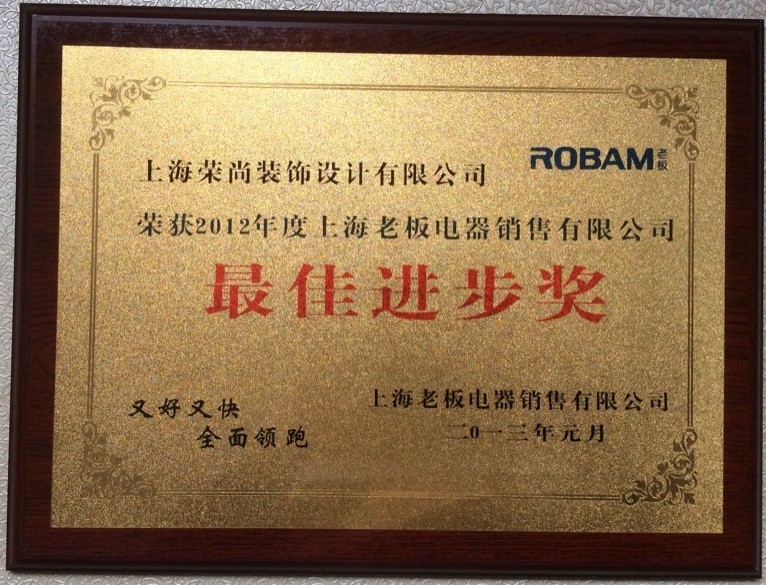 ROBAM老板
上海荣尚装饰设计有限公司
荣获2012年度上海老板电器销售有限公司
最佳进步奖
又好又快
全面领跑
上海老板电器销售有限公司
二0一三年元月